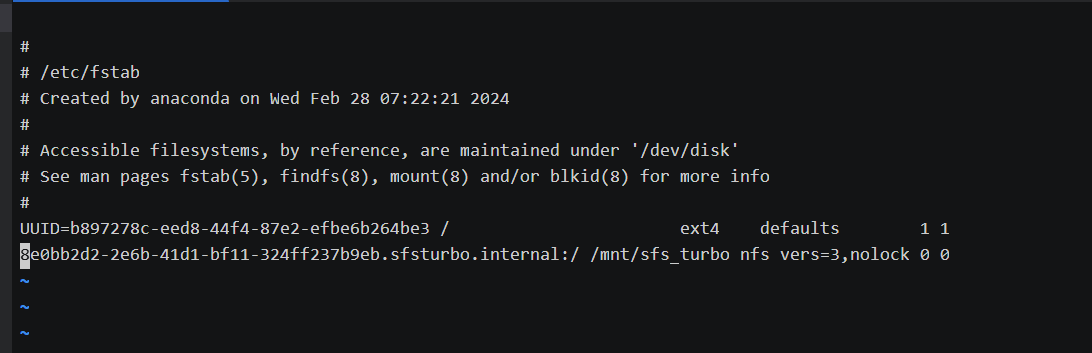 #
# /etc/fstab
# Created by anaconda on Wed Feb 28 07:22:21 2024
#
# Accessible filesystems, by reference, are maintained under '/dev/disk'
# See man pages fstab(5), findfs(8), mount(8) and/or blkid(8) for more info
#
UUID=b897278c-eed8-44f4-87e2-efbe6b264be3 /                       ext4    defaults        1 1
8e0bb2d2-2e6b-41d1-bf11-324ff237b9eb.sfsturbo.internal:/ /mnt/sfs_turbo nfs vers=3,nolock 0 0
~
~
~